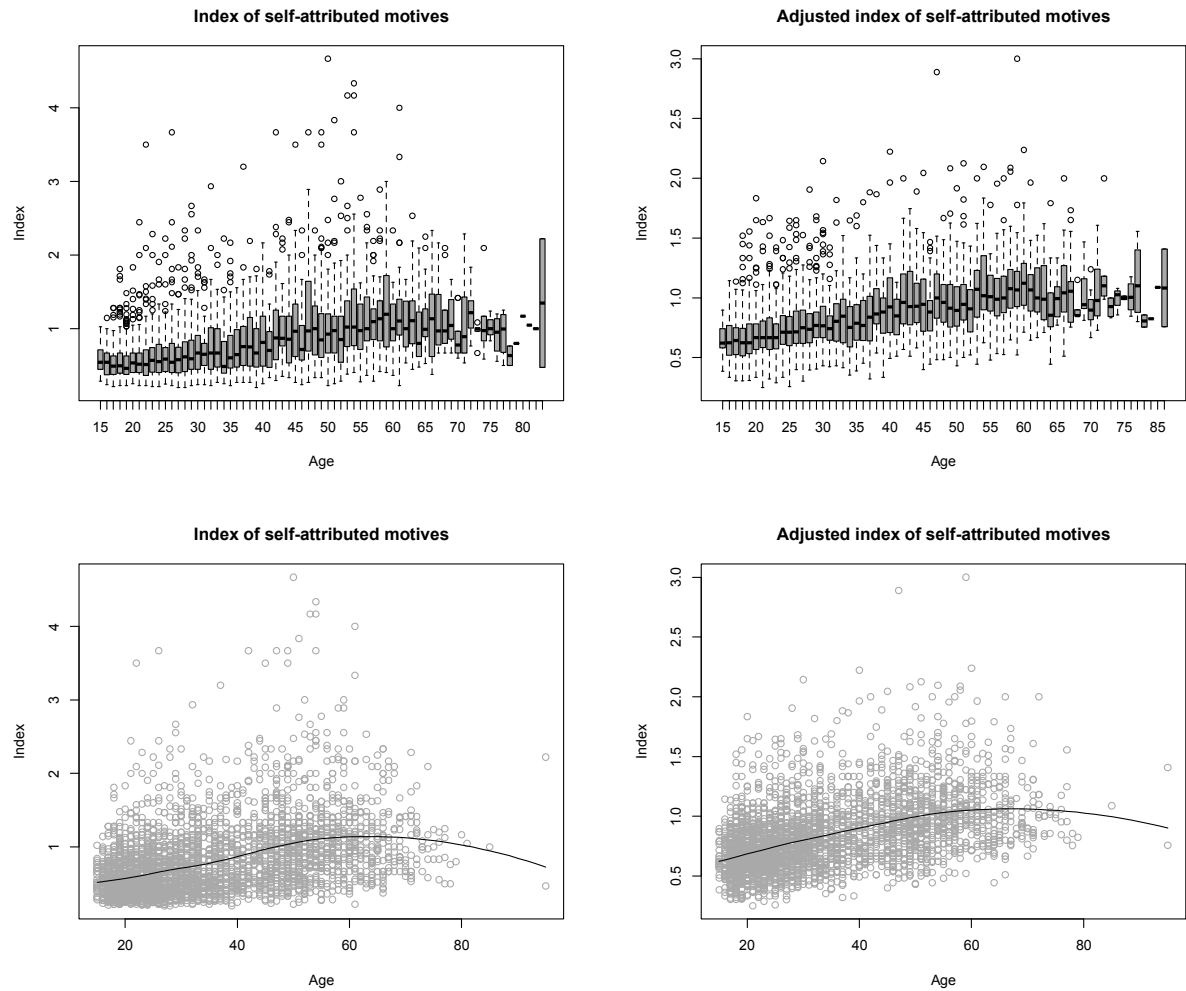 Index of self-attributed motives
Index
4
3
2
1
15 20 25 30 35 40 45 50 55 60 65 70 75 80
Age
Adjusted index of self-attributed motives
Index
3.0
2.5
2.0
1.5
1.0
0.5
15 20 25 30 35 40 45 50 55 60 65 75 85
Age
Index of self-attributed motives
Index
4
3
2
1
20 40 60 80
Age
Adjusted index of self-attributed motives
Index
3.0
2.5
2.0
1.5
1.0
0.5
20 40 60 80
Age